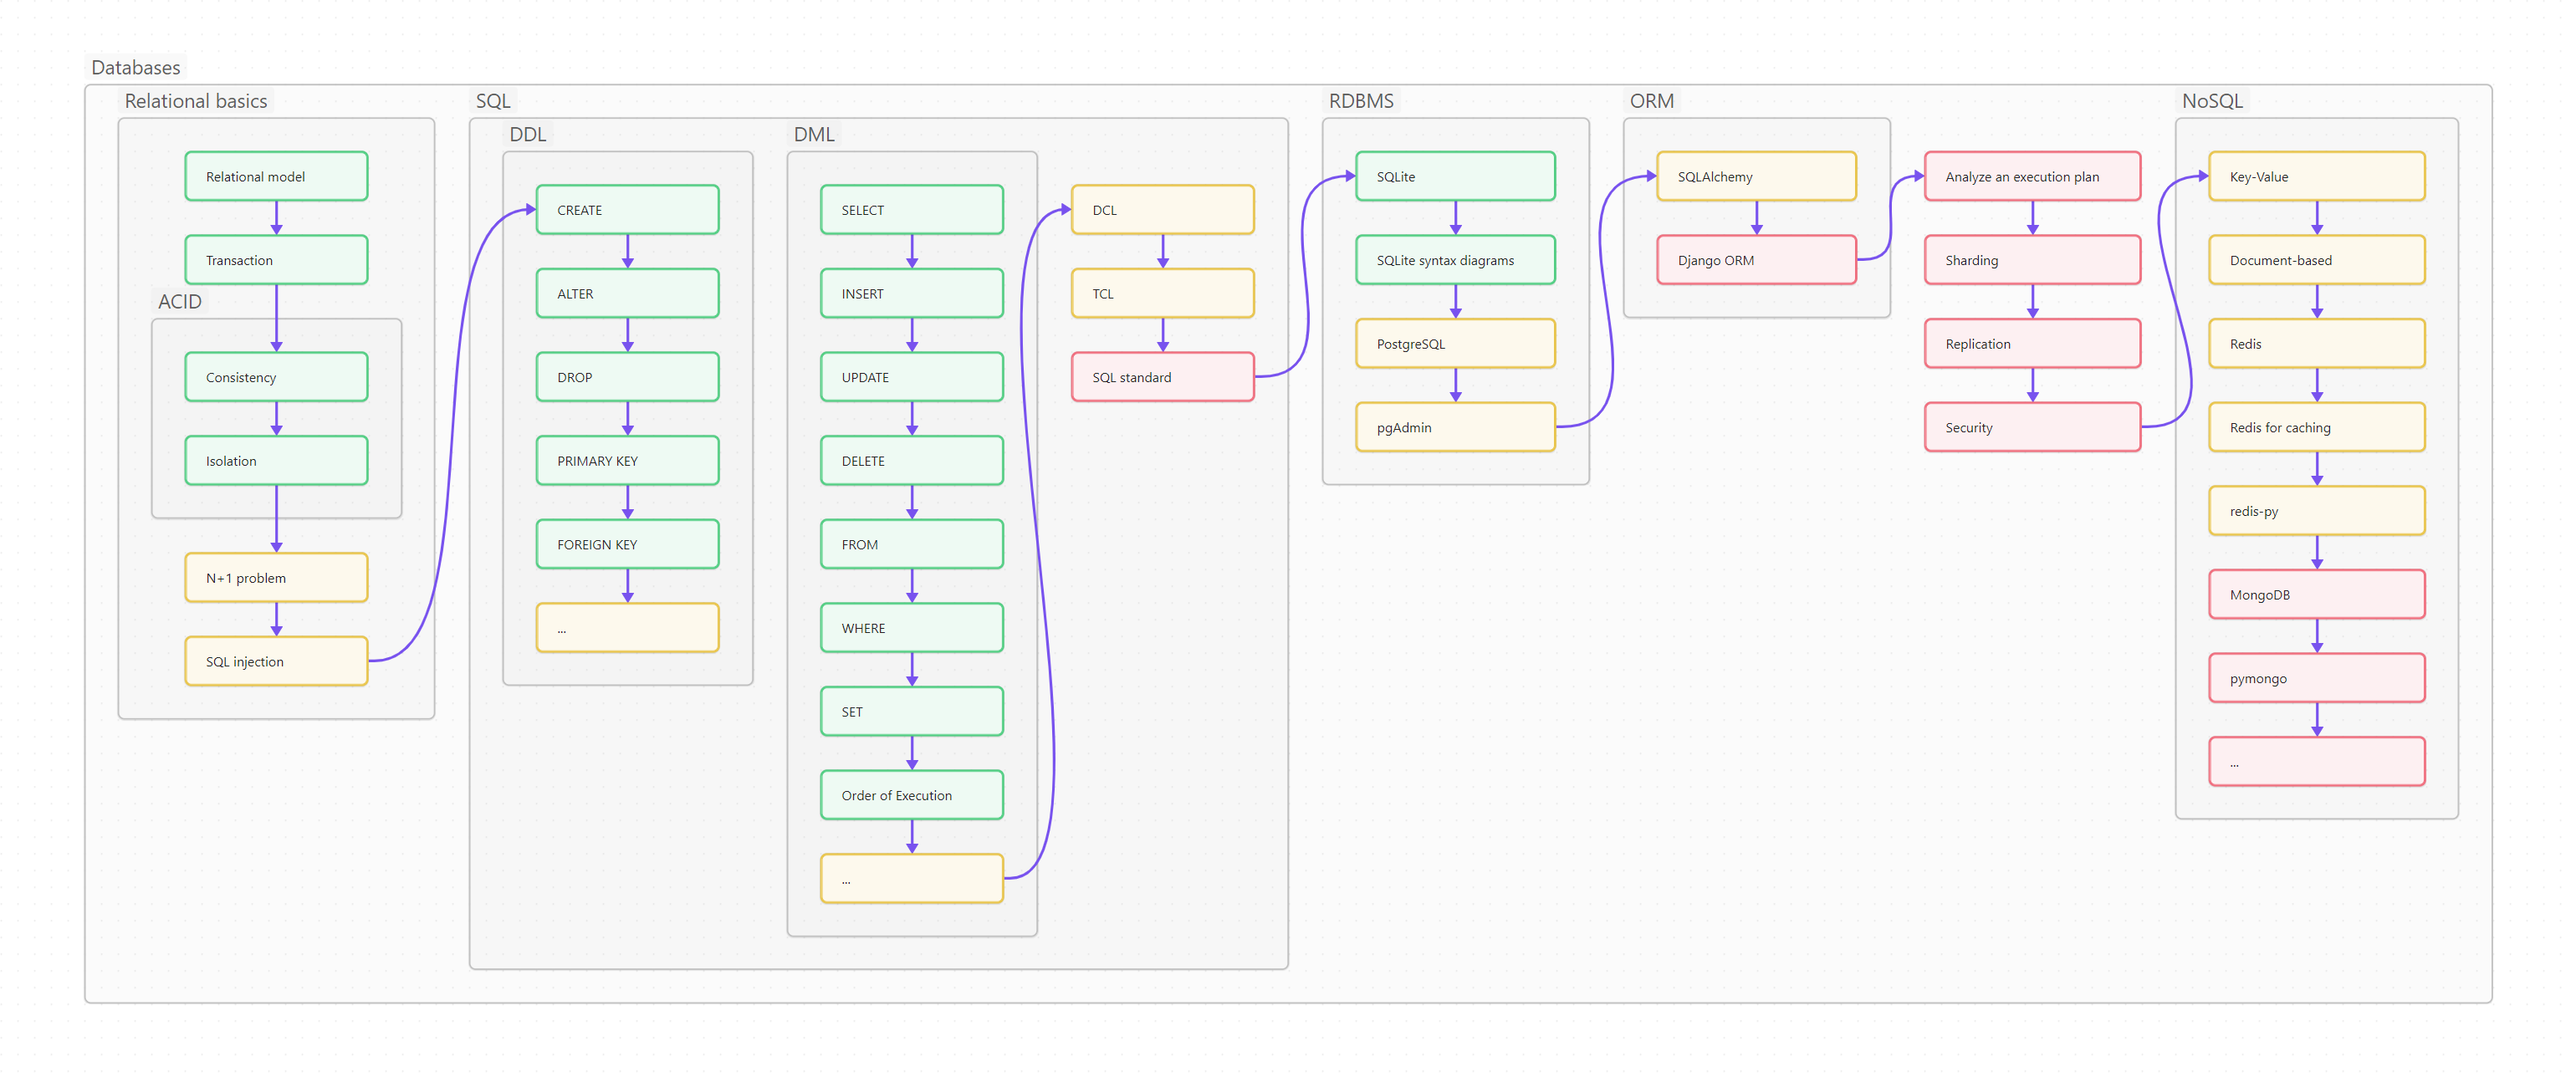 Databases
Relational basics
Relational model
Transaction
ACID
Consistency
Isolation
N+1 problem
SQL injection
SQL
DDL
CREATE
ALTER
DROP
PRIMARY KEY
FOREIGN KEY
...
DML
SELECT
INSERT
UPDATE
DELETE
FROM
WHERE
SET
Order of Execution
...
DCL
TCL
SQL standard
RDBMS
SQLite
SQLite syntax diagrams
PostgreSQL
pgAdmin
ORM
SQLAlchemy
Django ORM
Analyze an execution plan
Sharding
Replication
Security
NoSQL
Key-Value
Document-based
Redis
Redis for caching
redis-py
MongoDB
pymongo
...